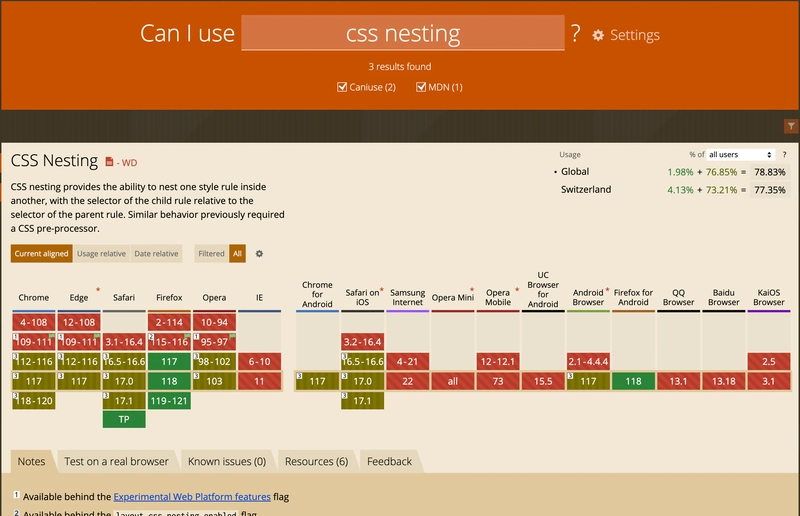 Can I use css nesting ? Settings
3 results found
Caniuse (2) MDN (1)
CSS Nesting - WD
Usage % of all users ?
Global 1.98% + 76.85% = 78.83%
Switzerland 4.13% + 73.21% = 77.35%
CSS nesting provides the ability to nest one style rule inside
another, with the selector of the child rule relative to the
selector of the parent rule. Similar behavior previously required
a CSS pre-processor.
Current aligned Usage relative Date relative Filtered All
Chrome
Edge *
Safari
Firefox
Opera
IE
Chrome
for
Android
Safari on *
iOS
Samsung
Internet
Opera Mini *
Opera *
Mobile
UC
Browser
for
Android
Android *
Browser
Firefox for
Android
QQ
Browser
Baidu
Browser
KaiOS
Browser
4-108 12-108 2-114 10-94
1 109-111 1 109-111 3.1-16.4 2 115-116 1 95-97 3.2-16.4
3 112-116 3 112-116 3 16.5-16.6 117 3 98-102 6-10 3 16.5-16.6 4-21 12-12.1 2.1-4.4.4 2.5
3 117 3 117 3 17.0 118 3 103 11 3 117 3 17.0 22 all 73 15.5 3 117 118 13.1 13.18 3.1
3 118-120 3 17.1 119-121 3 17.1
TP
Notes Test on a real browser Known issues (0) Resources (6) Feedback
1 Available behind the Experimental Web Platform features flag
2 Available behind the layout.css.nesting.enabled flag